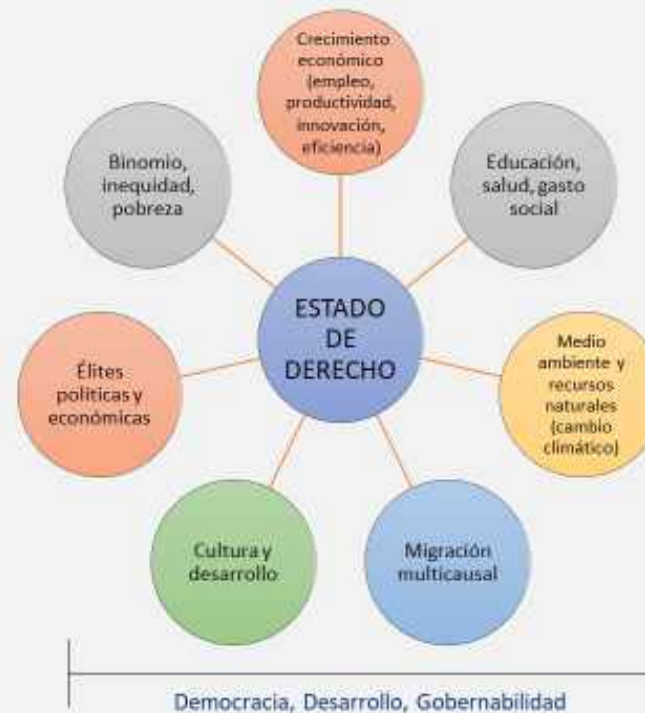 Crecimiento
económico
(empleo,
productividad,
innovación,
eficiencia)
Binomio,
inequidad,
pobreza
Educación,
salud, gasto
social
ESTADO
DE
DERECHO
Élites
políticas y
económicas
Medio
ambiente y
recursos
naturales
(cambio
climático)
Cultura y
desarrollo
Migración
multicausal
Democracia, Desarrollo, Gobernabilidad